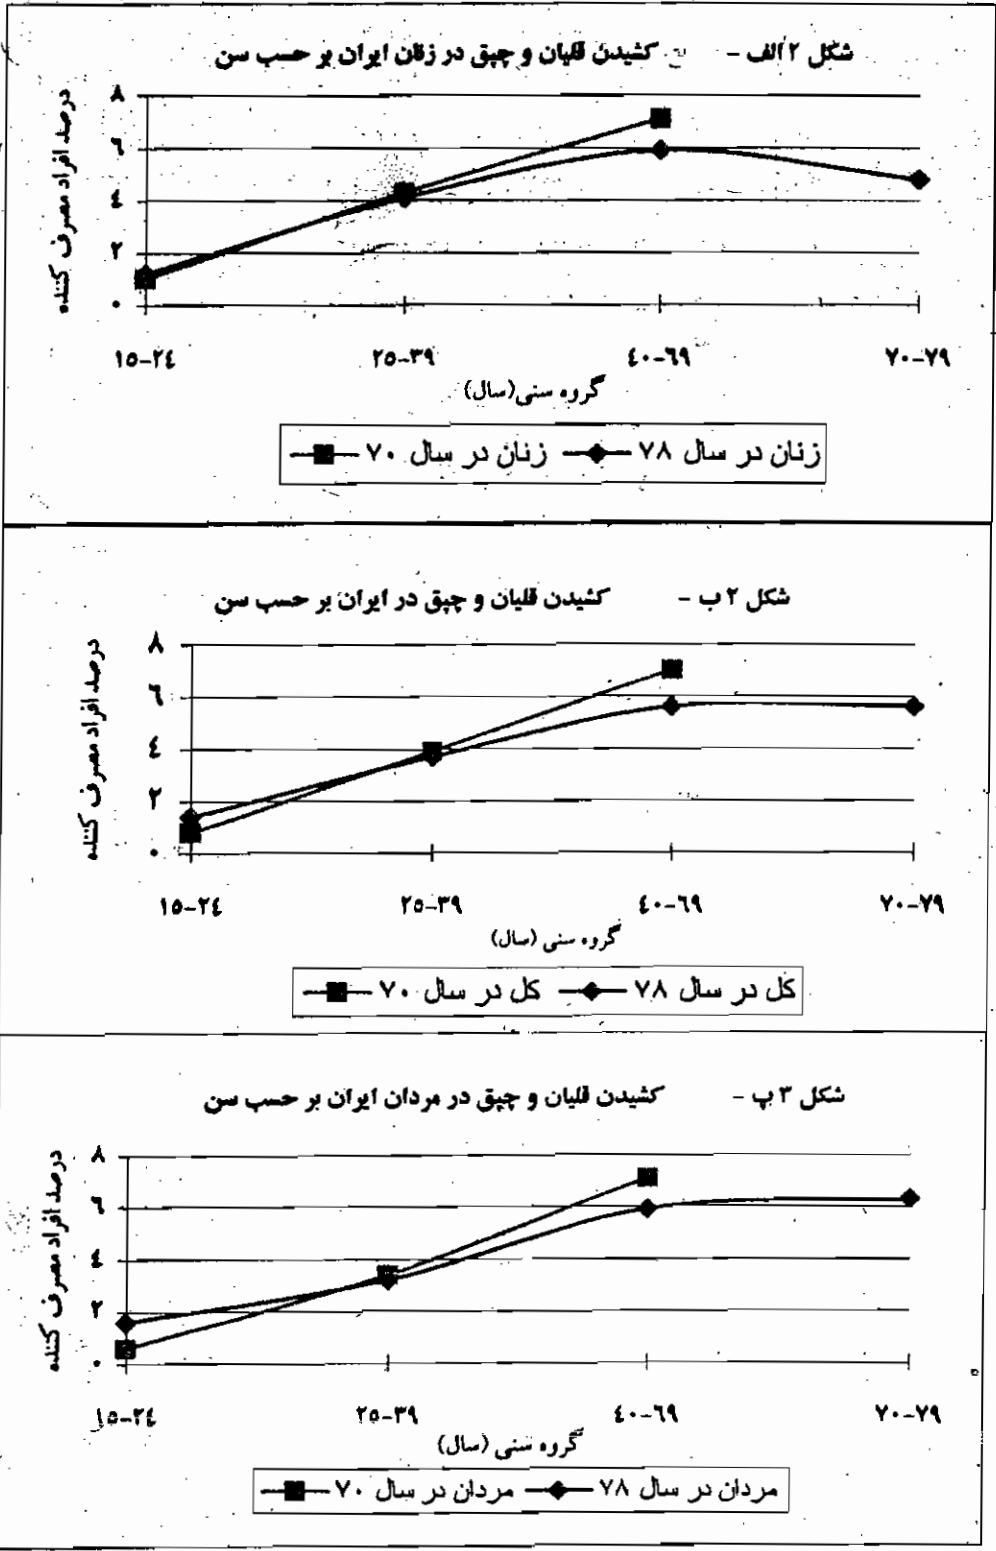 شکل ۲ الف - کشیدن قلیان و چپق در زنان ایران بر حسب سن
درصد افراد مصرف کننده
۸
۶
۴
۲
۰
۱۵-۲۴ ۲۵-۳۹ ۴۰-۶۹ ۷۰-۷۹
گروه سنی(سال)
زنان در سال ۷۰ زنان در سال ۷۸
شکل ۲ ب - کشیدن قلیان و چپق در ایران بر حسب سن
درصد افراد مصرف کننده
۸
۶
۴
۲
۰
۱۵-۲۴ ۲۵-۳۹ ۴۰-۶۹ ۷۰-۷۹
گروه سنی (سال)
کل در سال ۷۰ کل در سال ۷۸
شکل ۳ پ - کشیدن قلیان و چپق در مردان ایران بر حسب سن
درصد افراد مصرف کننده
۸
۶
۴
۲
۰
۱۵-۲۴ ۲۵-۳۹ ۴۰-۶۹ ۷۰-۷۹
گروه سنی (سال)
مردان در سال ۷۰ مردان در سال ۷۸